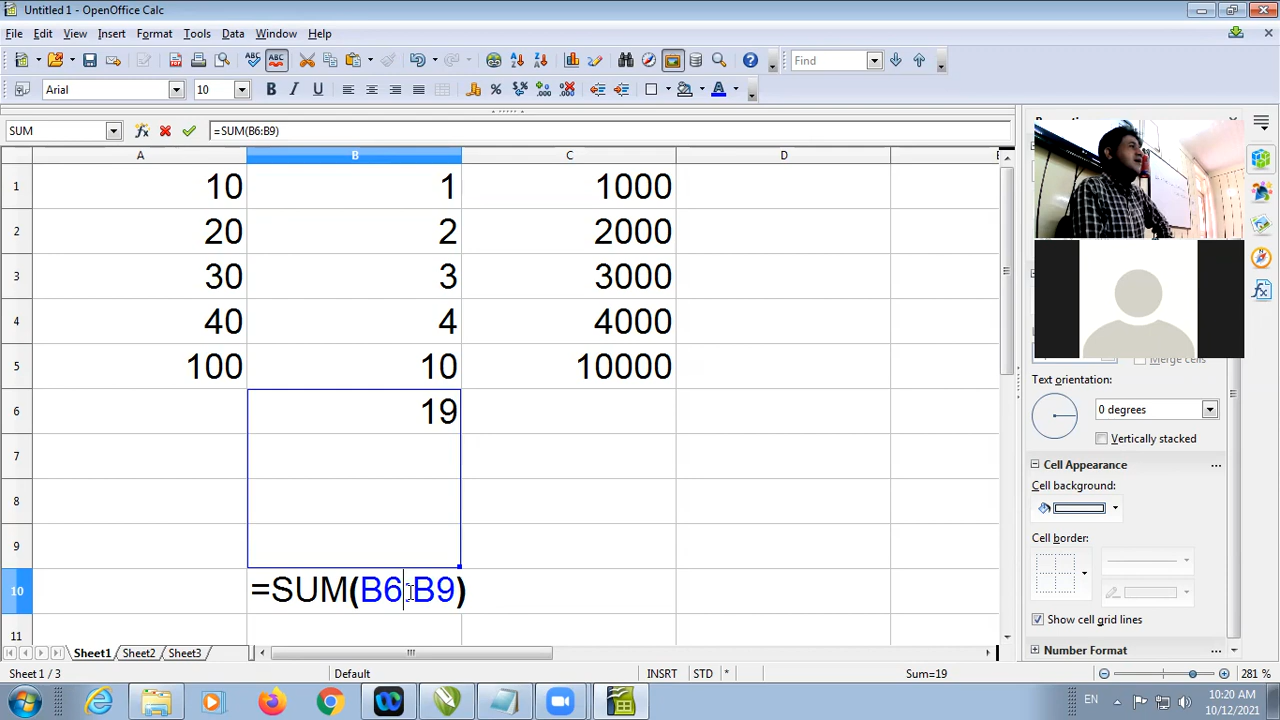 Untitled 1 - OpenOffice Calc
File Edit View Insert Format Tools Data Window Help
Find
Arial 10
SUM =SUM(B6:B9)
A B C D
1 10 1 1000
2 20 2 2000
3 30 3 3000
4 40 4 4000
5 100 10 10000
6 19
7
8
9
10 =SUM(B6:B9)
11
Merge cells
Text orientation:
0 degrees
Vertically stacked
Cell Appearance
Cell background:
Cell border:
Show cell grid lines
Number Format
Sheet1 Sheet2 Sheet3
Sheet 1 / 3 Default INSRT STD * Sum=19 281 %
EN 10:20 AM
10/12/2021